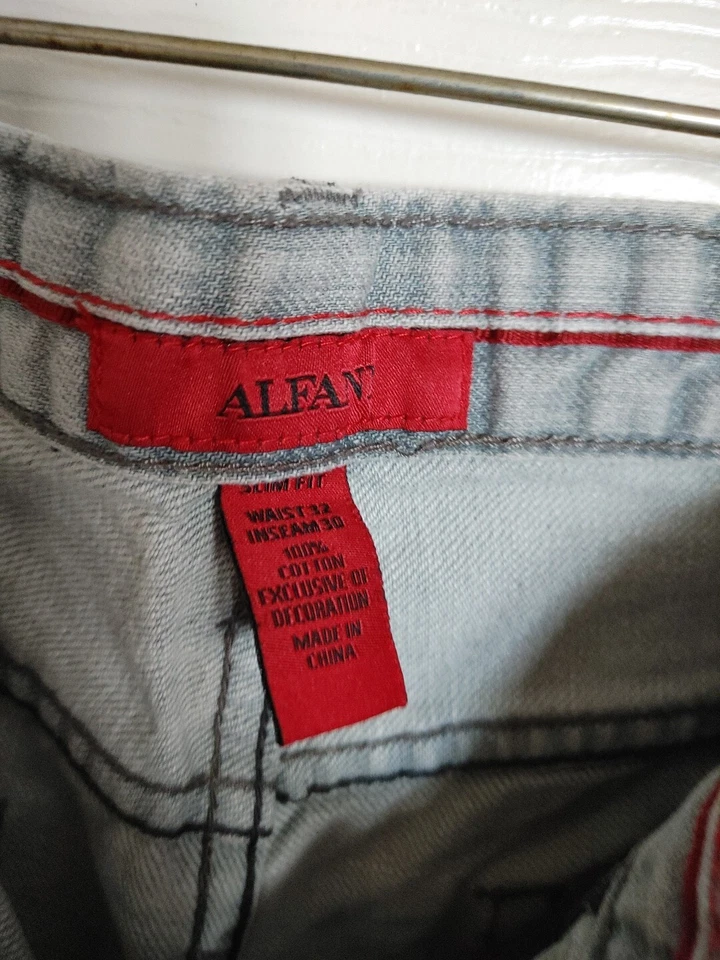 ALFANI
SLIM FIT
WAIST 32
INSEAM 30
100%
COTTON
EXCLUSIVE OF
DECORATION
MADE IN
CHINA